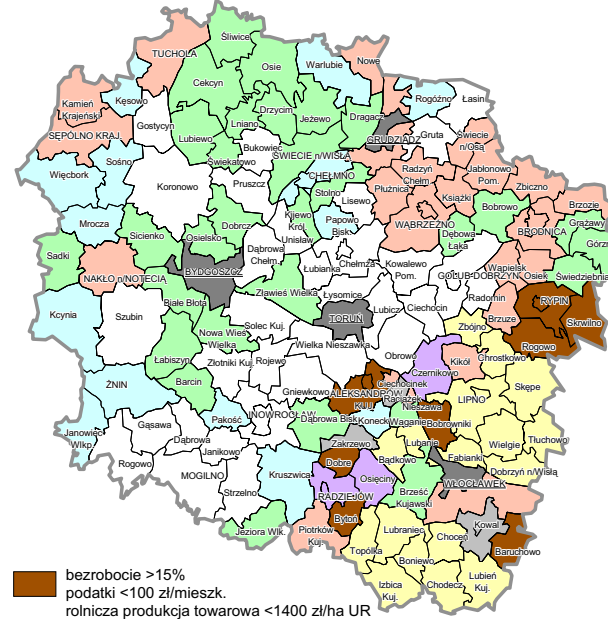 Śliwice
TUCHOLA
Osie
Warlubie
Nowe
Cekcyn
Kęsowo
Kamień
Krajeński
Drzycim
Rogóźno
Łasin
Gostycyn
Lniano
Jeżewo
Dragacz
SĘPÓLNO KRAJ.
Lubiewo
Bukowiec
GRUDZIĄDZ
Gruta
Świecie
n/Osą
Sośno
Świekatowo
ŚWIECIE n/WISŁĄ
Radzyń
Chełm.
Jabłonowo
Pom.
Więcbork
Koronowo
Pruszcz
CHEŁMNO
Stolno
Płużnica
Zbiczno
Lisewo
Książki
Bobrowo
Brzozie
Mrocza
Kijewo
Król.
Papowo
Bisk.
WĄBRZEŹNO
BRODNICA
Grążawy
Sicienko
Osielsko
Dobrcz
Unisław
Dębowa
Łąka
Górzno
Sadki
Dąbrowa
Chełm.
Chełmża
Kowalewo
Pom.
Łubianka
GOLUB-DOBRZYŃ
Wąpielsk
Osiek
Świedziebnia
NAKŁO n/NOTECIĄ
BYDGOSZCZ
Zławieś Wielka
Łysomice
Radomin
RYPIN
Białe Błota
Kcynia
Szubin
TORUŃ
Lubicz
Ciechocin
Brzuze
Skrwilno
Nowa Wieś
Wielka
Solec Kuj.
Zbójno
Wielka Nieszawka
Obrowo
Rogowo
Łabiszyn
Złotniki Kuj.
Rojewo
Kikół
Chrostkowo
Czernikowo
ŻNIN
Barcin
Gniewkowo
ALEKSANDRÓW
KUJ.
Ciechocinek
Raciążek
Skępe
LIPNO
Nieszawa
Pakość
INOWROCŁAW
Dąbrowa Bisk.
Koneck
Waganiec
Bobrowniki
Janowiec
Wlkp.
Gąsawa
Dąbrowa
Zakrzewo
Lubanie
Wielgie
Tłuchowo
Janikowo
Rogowo
Dobre
Bądkowo
Fabianki
MOGILNO
Kruszwica
Osięciny
Dobrzyń n/Wisłą
Strzelno
RADZIEJÓW
Brześć
Kujawski
WŁOCŁAWEK
Bytoń
Jeziora Wlk.
Piotrków
Kuj.
Lubraniec
Kowal
Choceń
Baruchowo
Topólka
Boniewo
Izbica
Kuj.
Chodecz
Lubień
Kuj.
bezrobocie >15%
podatki <100 zł/mieszk.
rolnicza produkcja towarowa <1400 zł/ha UR